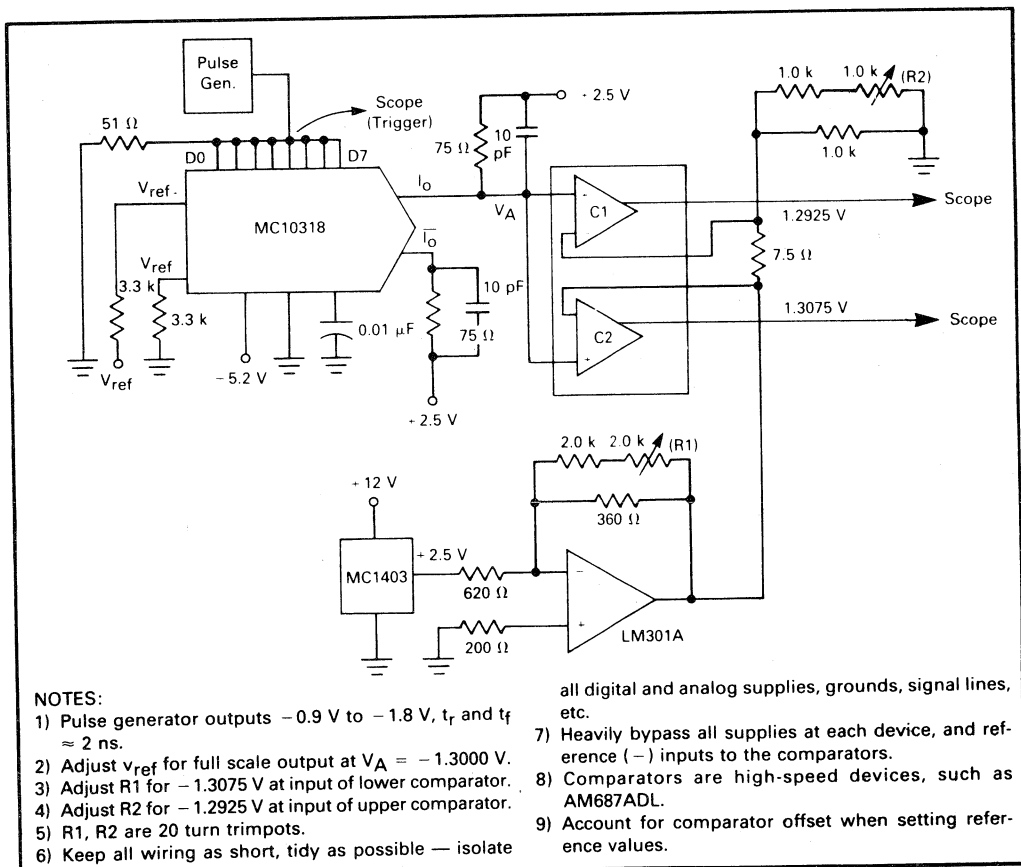 Pulse
Gen.
Scope
(Trigger)
51 Ω
D0
D7
Vref -
Vref
3.3 k
3.3 k
Vref
MC10318
- 5.2 V
0.01 μF
IO
IO
75 Ω
10
pF
+ 2.5 V
VA
10 pF
75 Ω
+ 2.5 V
-
C1
C2
+
1.0 k
1.0 k
(R2)
1.0 k
Scope
1.2925 V
7.5 Ω
1.3075 V
Scope
2.0 k
2.0 k
(R1)
360 Ω
+ 12 V
MC1403
+ 2.5 V
620 Ω
200 Ω
-
+
LM301A
NOTES:
1) Pulse generator outputs -0.9 V to -1.8 V, tr and tf
≈ 2 ns.
2) Adjust vref for full scale output at VA = -1.3000 V.
3) Adjust R1 for -1.3075 V at input of lower comparator.
4) Adjust R2 for -1.2925 V at input of upper comparator.
5) R1, R2 are 20 turn trimpots.
6) Keep all wiring as short, tidy as possible — isolate
all digital and analog supplies, grounds, signal lines,
etc.
7) Heavily bypass all supplies at each device, and ref-
erence (-) inputs to the comparators.
8) Comparators are high-speed devices, such as
AM687ADL.
9) Account for comparator offset when setting refer-
ence values.